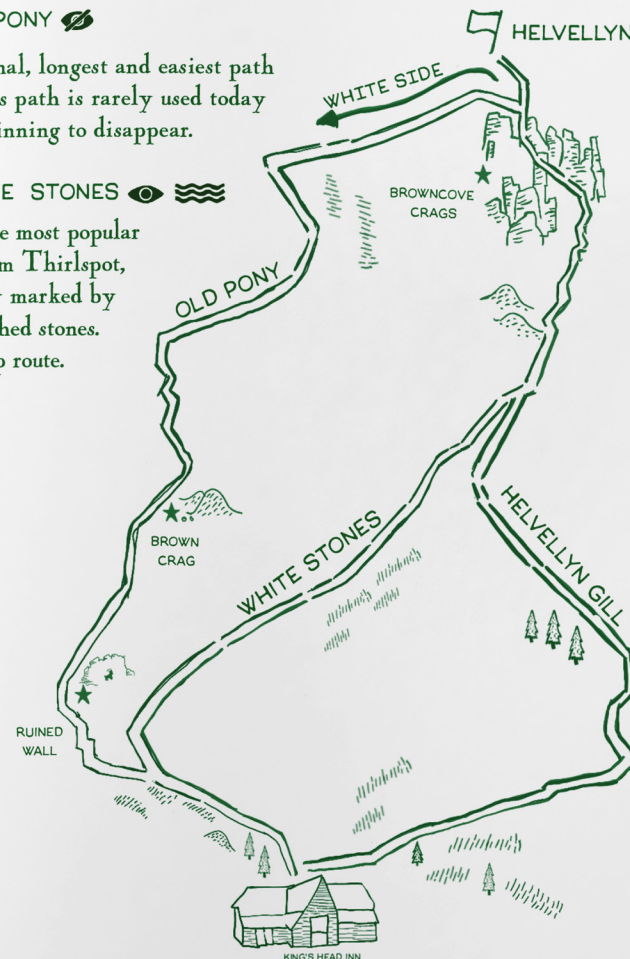 PONY
HELVELLYN
nal, longest and easiest path
s path is rarely used today
inning to disappear.
WHITE SIDE
E STONES
BROWNCOVE
CRAGS
e most popular
m Thirlspot,
marked by
hed stones.
route.
OLD PONY
BROWN
CRAG
WHITE STONES
HELVELLYN GILL
RUINED
WALL
KING'S HEAD INN